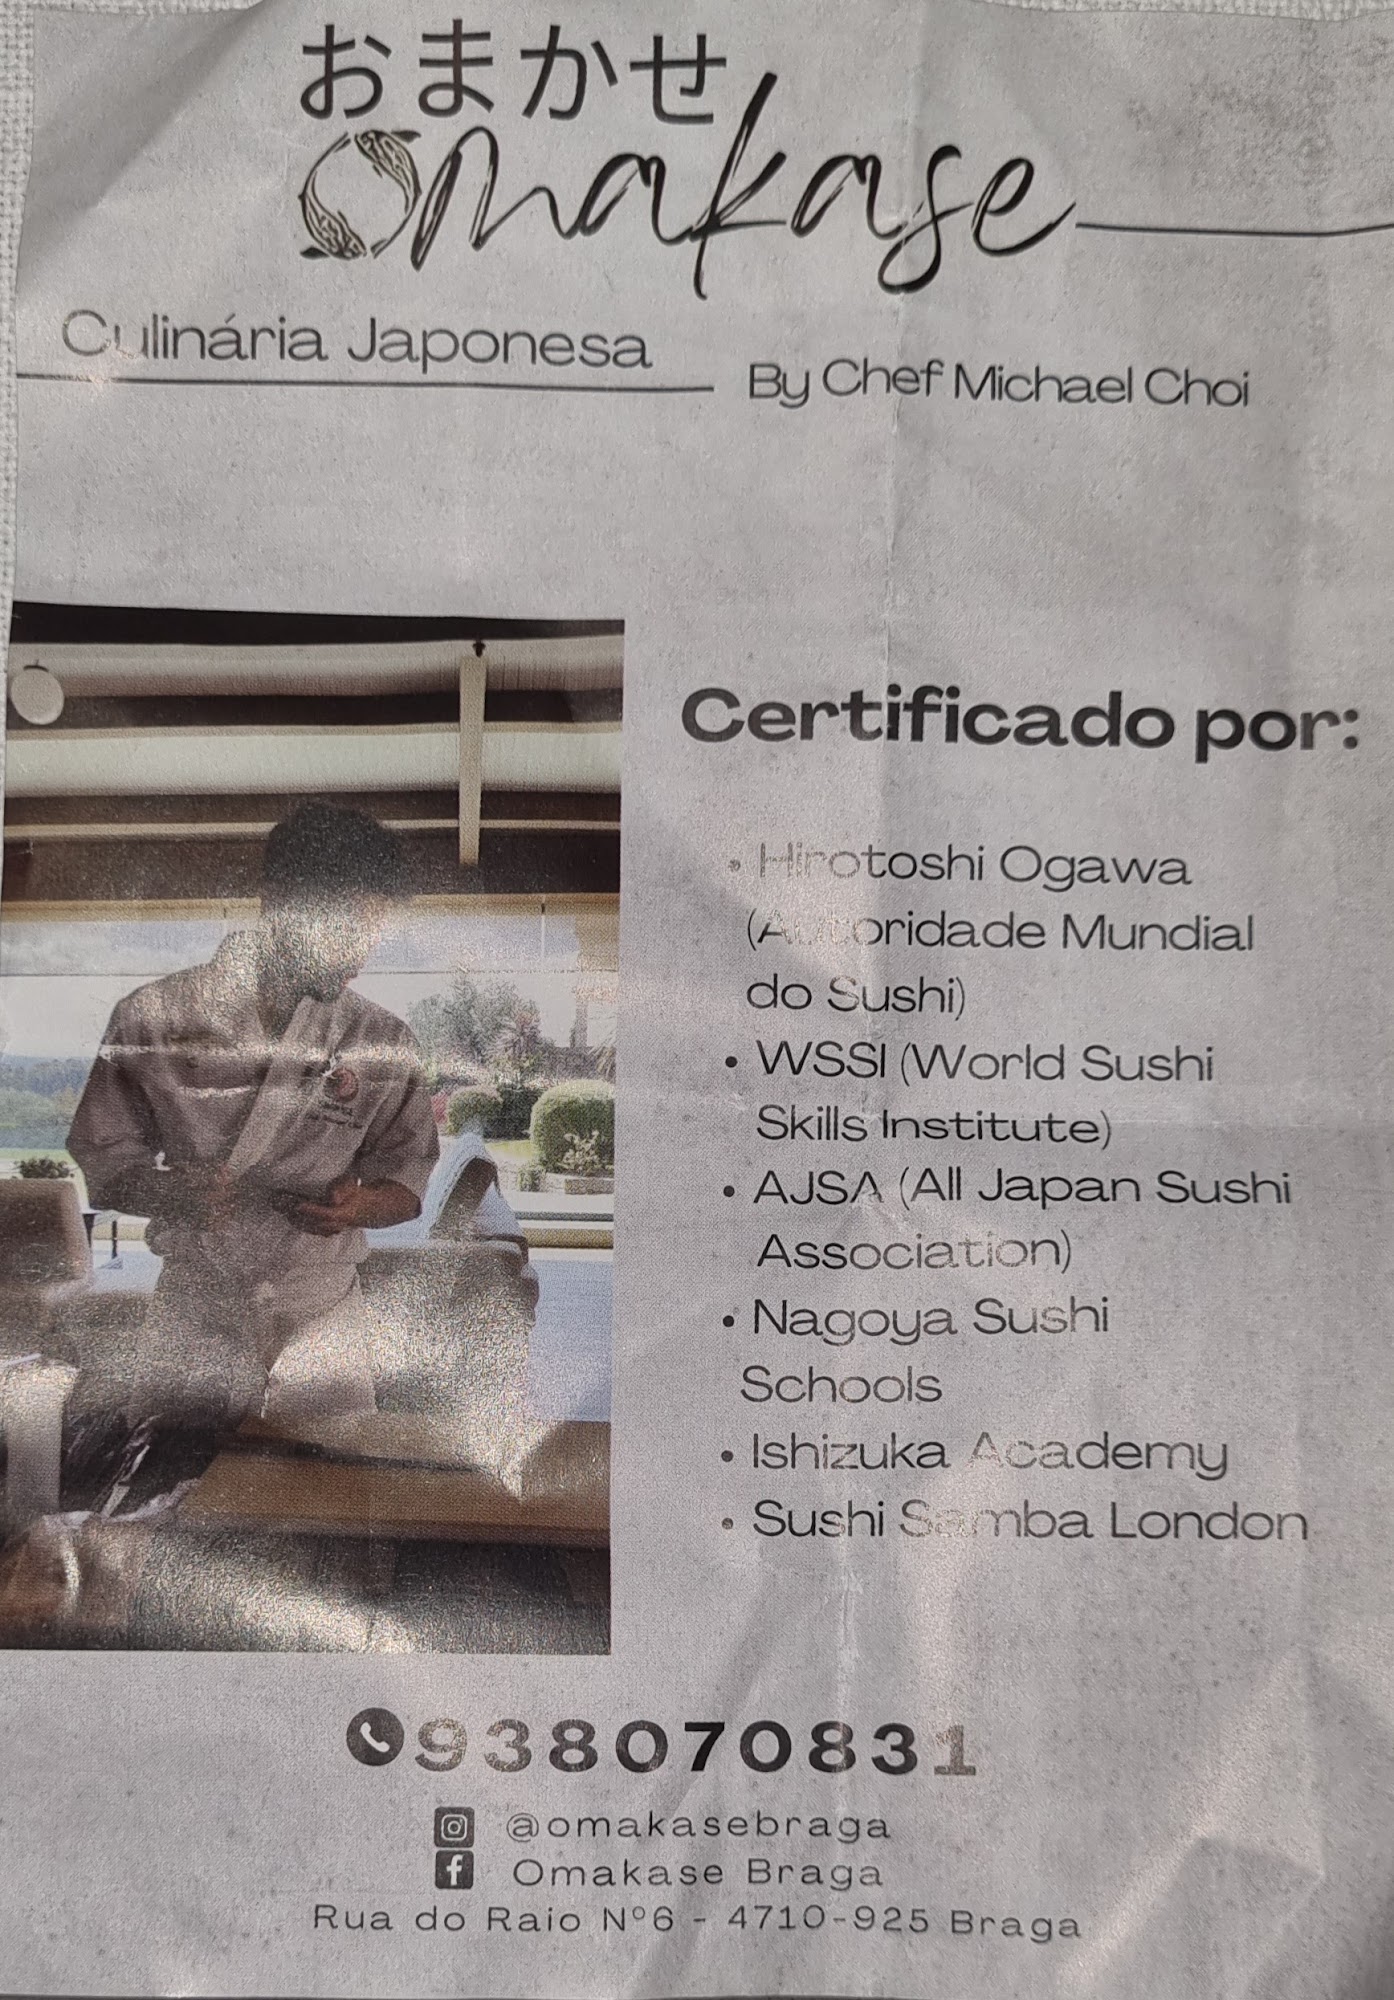 おまかせ
Omakase
Culinária Japonesa
By Chef Michael Choi
Certificado por:
• Hirotoshi Ogawa
(Autoridade Mundial
do Sushi)
• WSSI (World Sushi
Skills Institute)
• AJSA (All Japan Sushi
Association)
• Nagoya Sushi
Schools
• Ishizuka Academy
• Sushi Samba London
938070831
@omakasebraga
Omakase Braga
Rua do Raio Nº6 - 4710-925 Braga